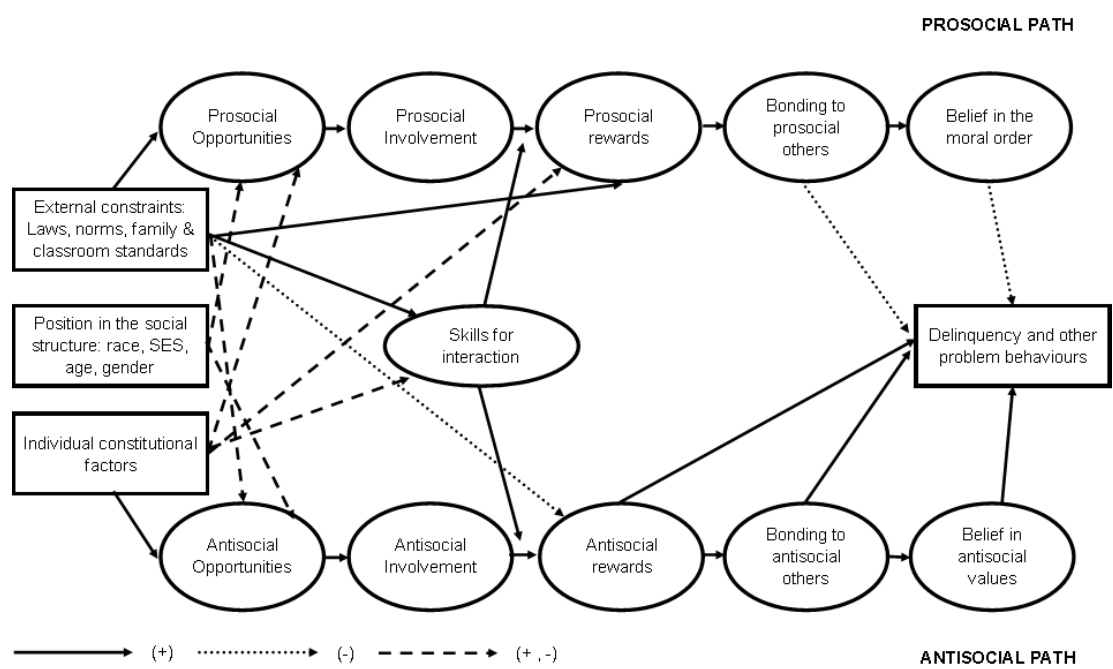 PROSOCIAL PATH
Prosocial
Opportunities
Prosocial
Involvement
Prosocial
rewards
Bonding to
prosocial
others
Belief in the
moral order
External constraints:
Laws, norms, family &
classroom standards
Position in the social
structure: race, SES,
age, gender
Skills for
interaction
Delinquency and other
problem behaviours
Individual constitutional
factors
Antisocial
Opportunities
Antisocial
Involvement
Antisocial
rewards
Bonding to
antisocial
others
Belief in
antisocial
values
(+)
(-)
(+ , -)
ANTISOCIAL PATH